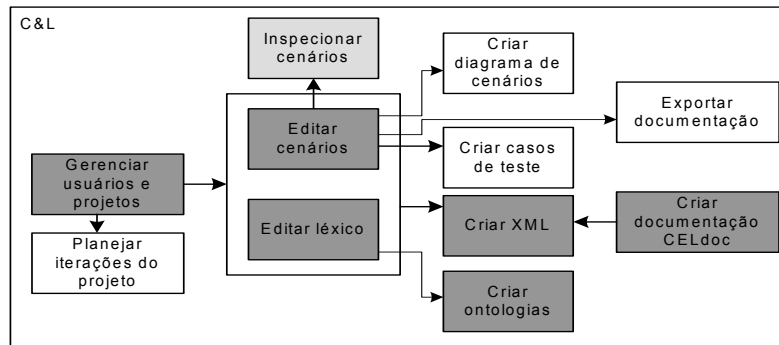 C&L
Inspecionar
cenários
Criar
diagrama de
cenários
Exportar
documentação
Editar
cenários
Criar casos
de teste
Gerenciar
usuários e
projetos
Editar léxico
Criar XML
Criar
documentação
CELdoc
Planejar
iterações do
projeto
Criar
ontologias